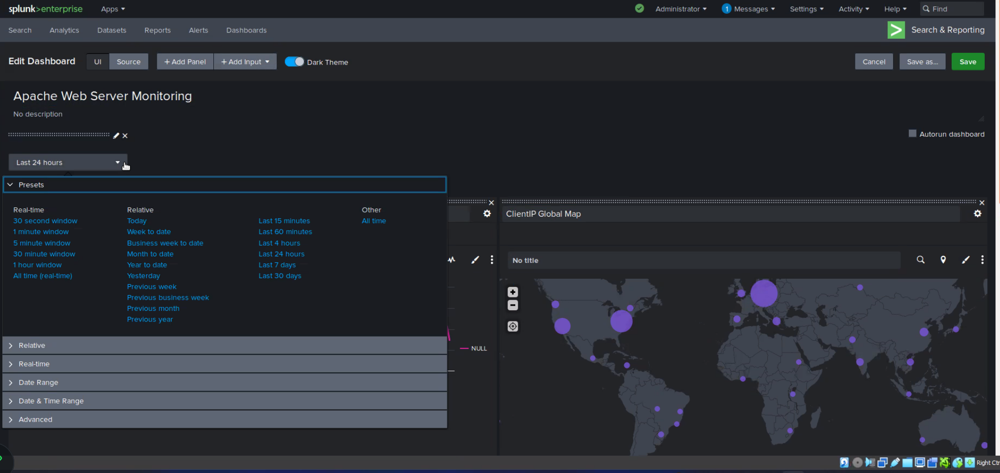 splunk>enterprise Apps Administrator 1 Messages Settings Activity Help Find
Search Analytics Datasets Reports Alerts Dashboards Search & Reporting
Edit Dashboard UI Source + Add Panel + Add Input Dark Theme Cancel Save as... Save
Apache Web Server Monitoring
No description
Autorun dashboard
Last 24 hours
Presets
Real-time Relative Other
30 second window Today Last 15 minutes All time
1 minute window Week to date Last 60 minutes
5 minute window Business week to date Last 4 hours
30 minute window Month to date Last 24 hours
1 hour window Year to date Last 7 days
All time (real-time) Yesterday Last 30 days
Previous week
Previous business week
Previous month
Previous year
Relative
Real-time
Date Range
Date & Time Range
Advanced
NULL
ClientIP Global Map
No title
Right Ctr